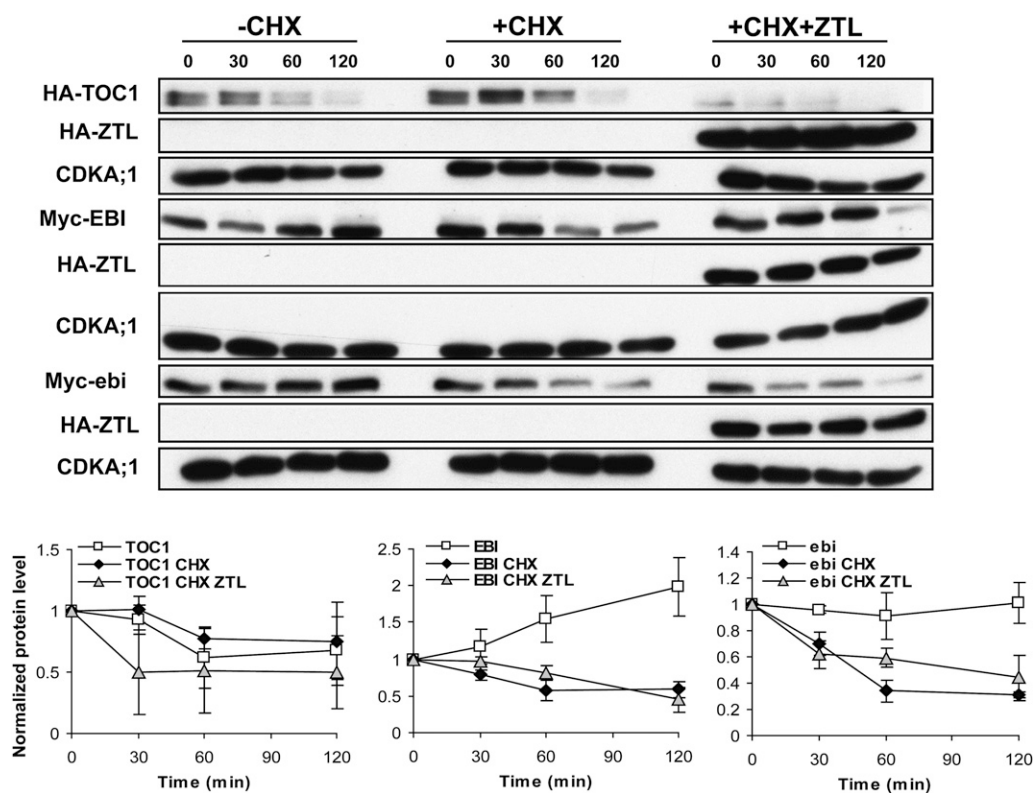 -CHX +CHX +CHX+ZTL
0 30 60 120 0 30 60 120 0 30 60 120
HA-TOC1
HA-ZTL
CDKA;1
Myc-EBI
HA-ZTL
CDKA;1
Myc-ebi
HA-ZTL
CDKA;1
Normalized protein level
1.5
1
0.5
0
TOC1
TOC1 CHX
TOC1 CHX ZTL
0 30 60 120
Time (min)
2.5
2
1.5
1
0.5
0
EBI
EBI CHX
EBI CHX ZTL
0 30 60 120
Time (min)
1.4
1.2
1
0.8
0.6
0.4
0.2
0
ebi
ebi CHX
ebi CHX ZTL
0 30 60 120
Time (min)